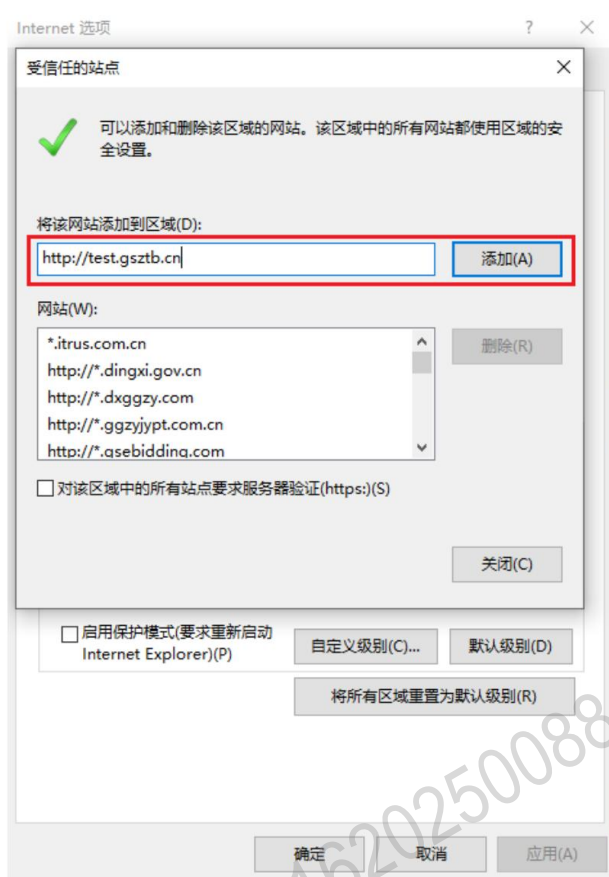 Internet 选项
受信任的站点
可以添加和删除该区域的网站。该区域中的所有网站都使用区域的安
全设置。
将该网站添加到区域(D):
http://test.gsztb.cn
添加(A)
网站(W):
*.itrus.com.cn
http://*.dingxi.gov.cn
http://*.dxggzy.com
http://*.ggzyjypt.com.cn
http://*.gsebidding.com
删除(R)
对该区域中的所有站点要求服务器验证(https:)(S)
关闭(C)
启用保护模式(要求重新启动
Internet Explorer)(P)
自定义级别(C)...
默认级别(D)
将所有区域重置为默认级别(R)
确定
取消
应用(A)
1620250088